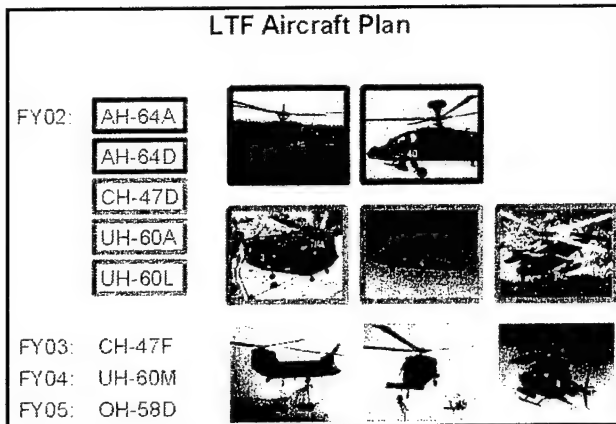 LTF Aircraft Plan
FY02: AH-64A
AH-64D
CH-47D
UH-60A
UH-60L
FY03: CH-47F
FY04: UH-60M
FY05: OH-58D